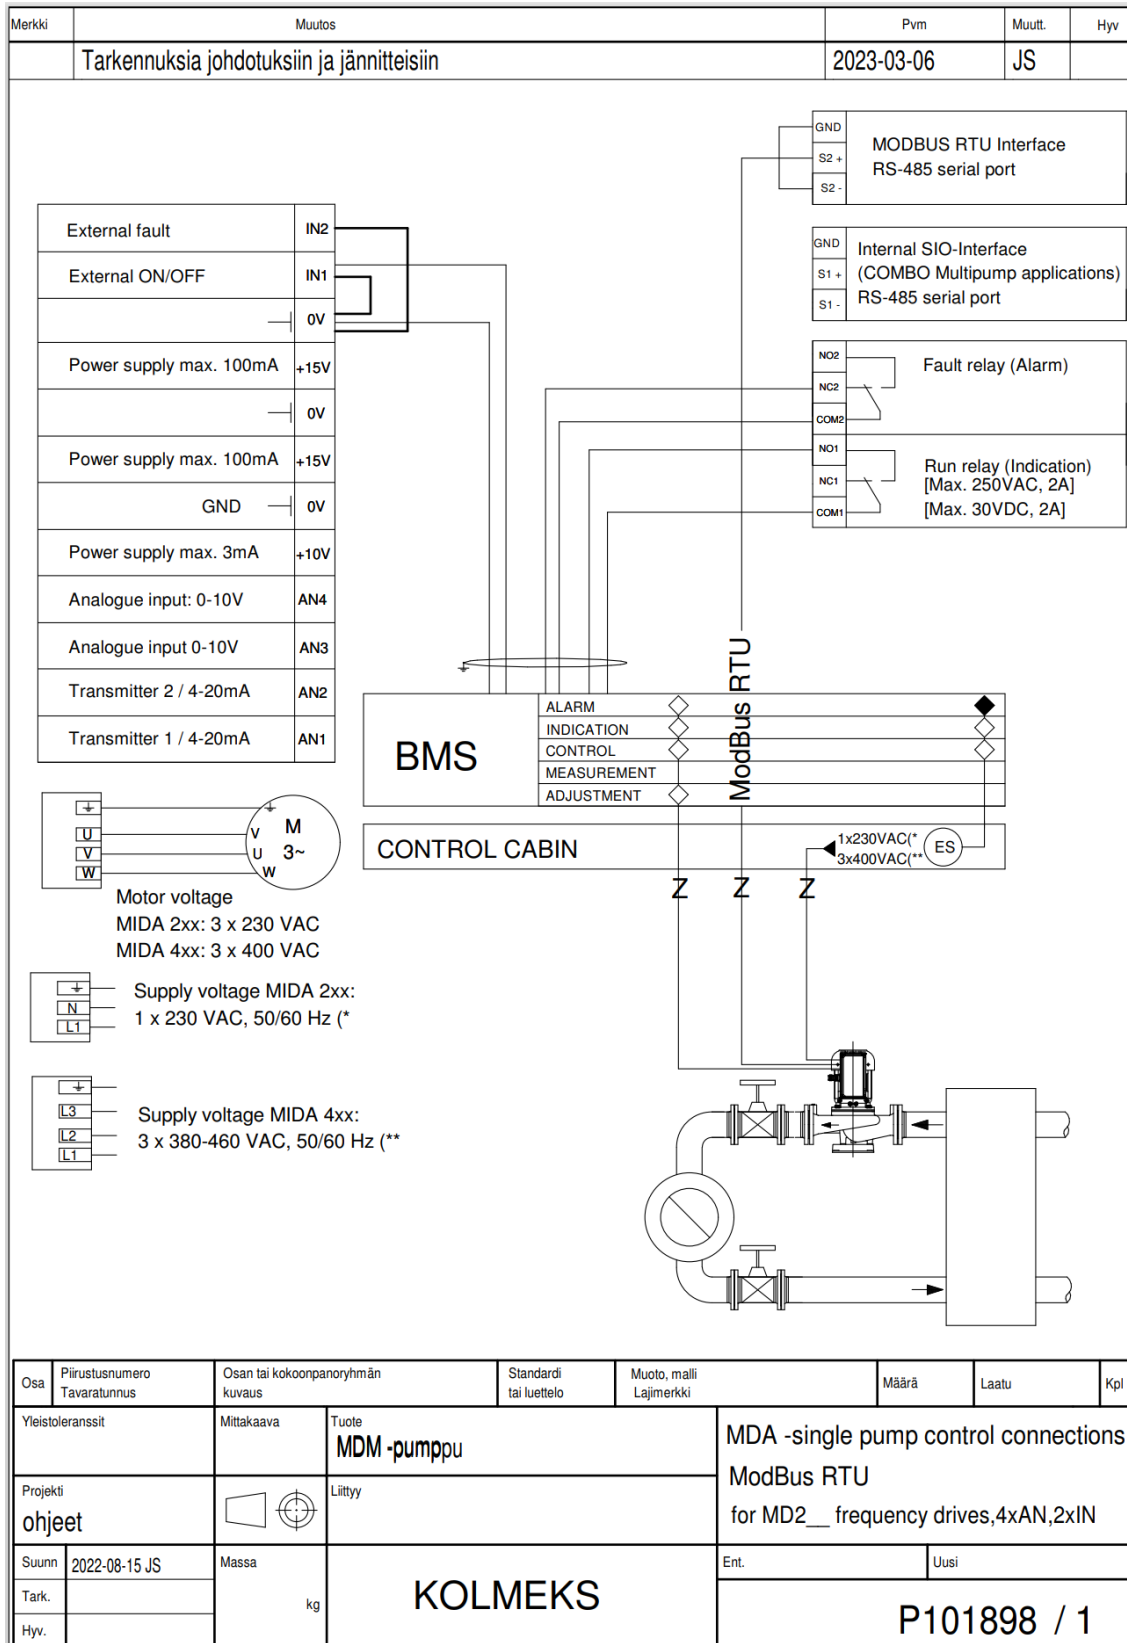 Merkki
Muutos
Pvm
Muutt.
Hyv
Tarkennuksia johdotuksiin ja jännitteisiin
2023-03-06
JS
GND
S2 +
S2 -
MODBUS RTU Interface
RS-485 serial port
GND
S1 +
S1 -
Internal SIO-Interface
(COMBO Multipump applications)
RS-485 serial port
External fault IN2
External ON/OFF IN1
0V
Power supply max. 100mA +15V
0V
Power supply max. 100mA +15V
GND 0V
Power supply max. 3mA +10V
Analogue input: 0-10V AN4
Analogue input 0-10V AN3
Transmitter 2 / 4-20mA AN2
Transmitter 1 / 4-20mA AN1
NO2
NC2
COM2
Fault relay (Alarm)
NO1
NC1
COM1
Run relay (Indication)
[Max. 250VAC, 2A]
[Max. 30VDC, 2A]
ModBus RTU
BMS
ALARM
INDICATION
CONTROL
MEASUREMENT
ADJUSTMENT
CONTROL CABIN
1x230VAC(*
3x400VAC(**
ES
Z
Z
Z
U
V
W
V
U
W
M
3~
Motor voltage
MIDA 2xx: 3 x 230 VAC
MIDA 4xx: 3 x 400 VAC
N
L1
Supply voltage MIDA 2xx:
1 x 230 VAC, 50/60 Hz (*
L3
L2
L1
Supply voltage MIDA 4xx:
3 x 380-460 VAC, 50/60 Hz (**
Osa
Piirustusnumero
Tavaratunnus
Osan tai kokoonpanoryhmän
kuvaus
Standardi
tai luettelo
Muoto, malli
Lajimerkki
Määrä
Laatu
Kpl
Yleistoleranssit
Mittakaava
Tuote
MDM -pumppu
MDA -single pump control connections
ModBus RTU
for MD2__ frequency drives,4xAN,2xIN
Projekti
ohjeet
Liittyy
Suunn
2022-08-15 JS
Tark.
Hyv.
Massa
kg
KOLMEKS
Ent.
Uusi
P101898 / 1